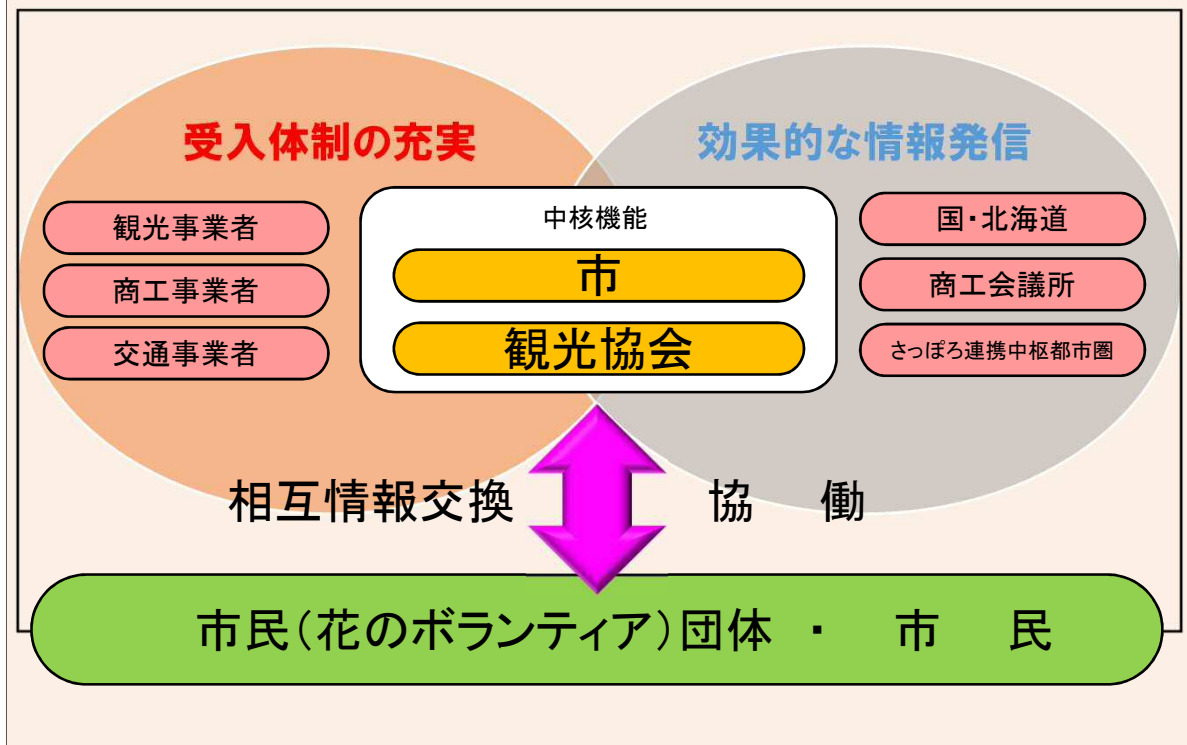 受入体制の充実
効果的な情報発信
観光事業者
商工事業者
交通事業者
中核機能
市
観光協会
国・北海道
商工会議所
さっぽろ連携中枢都市圏
相互情報交換
協　働
市民(花のボランティア)団体　・　市　民